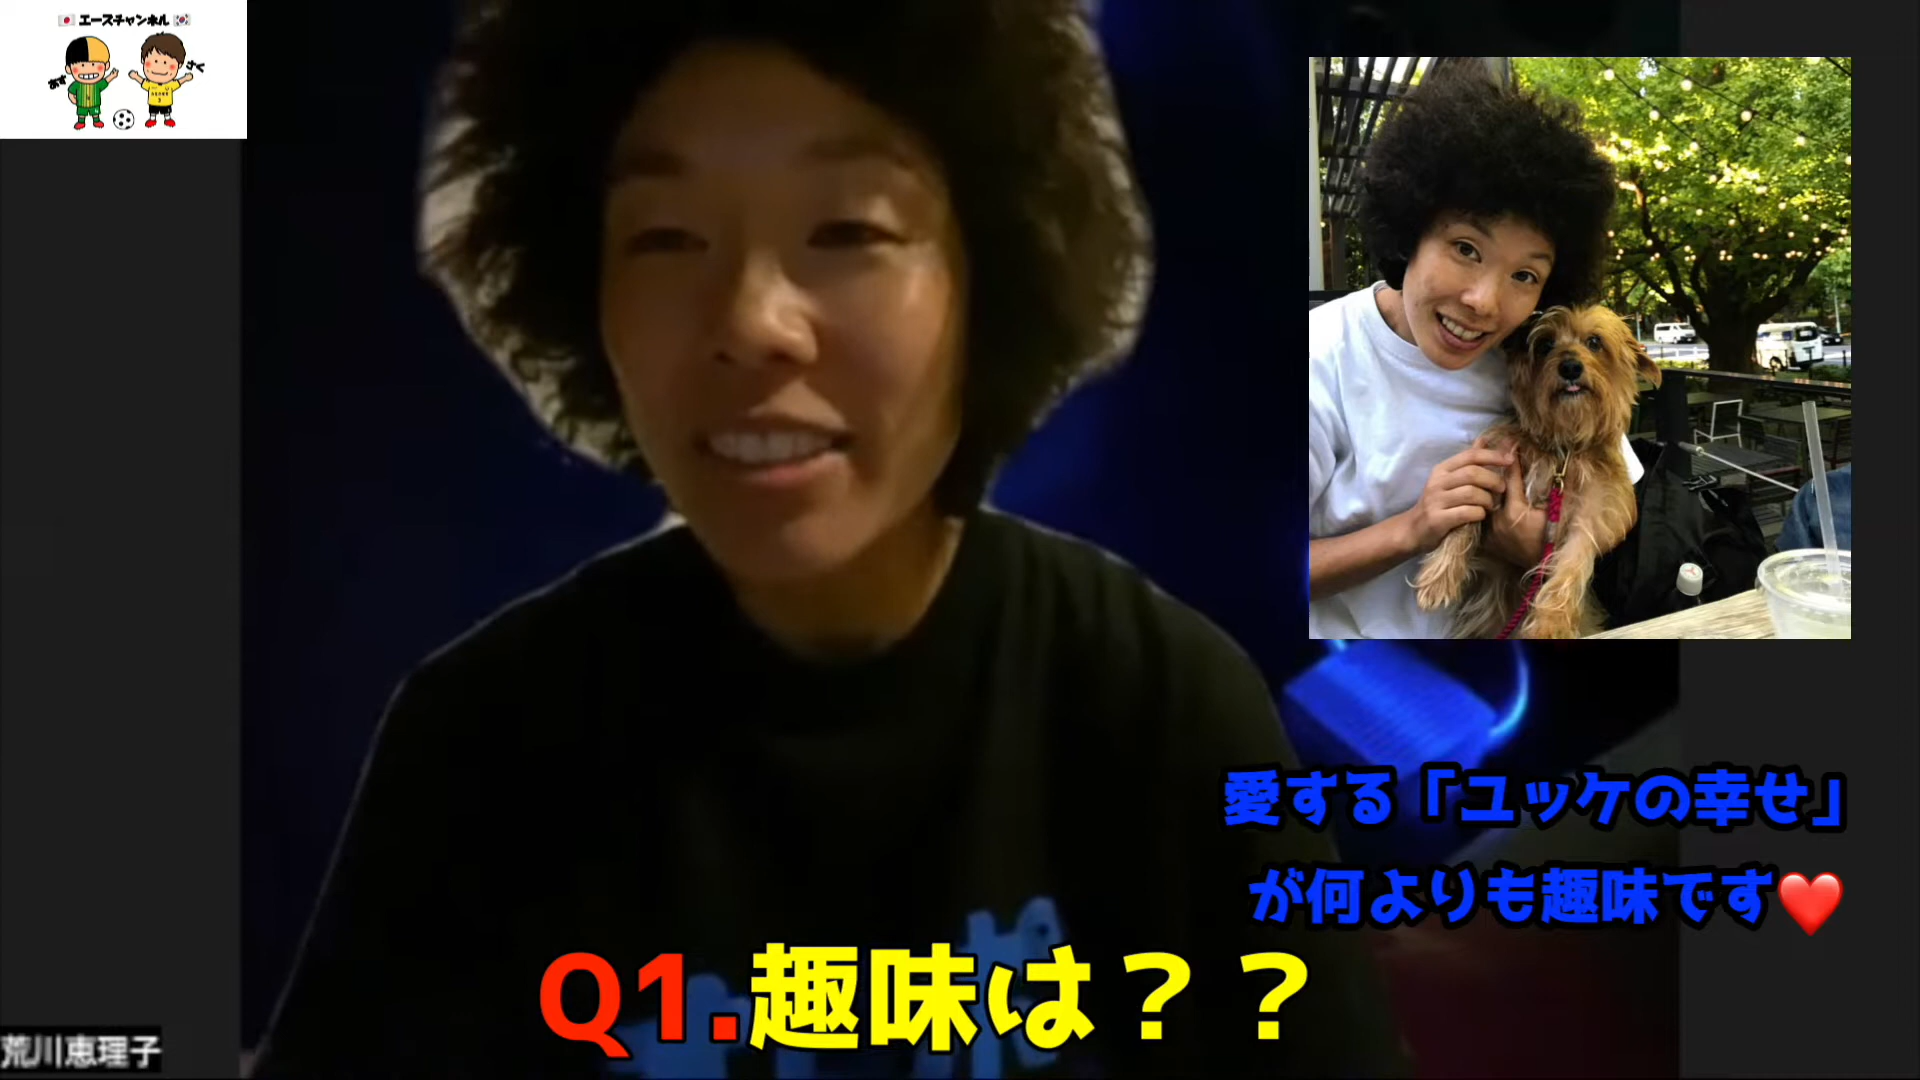 エースチャンネル
愛する「ユッケの幸せ」
が何よりも趣味です❤️
Q1.趣味は？？
荒川恵理子